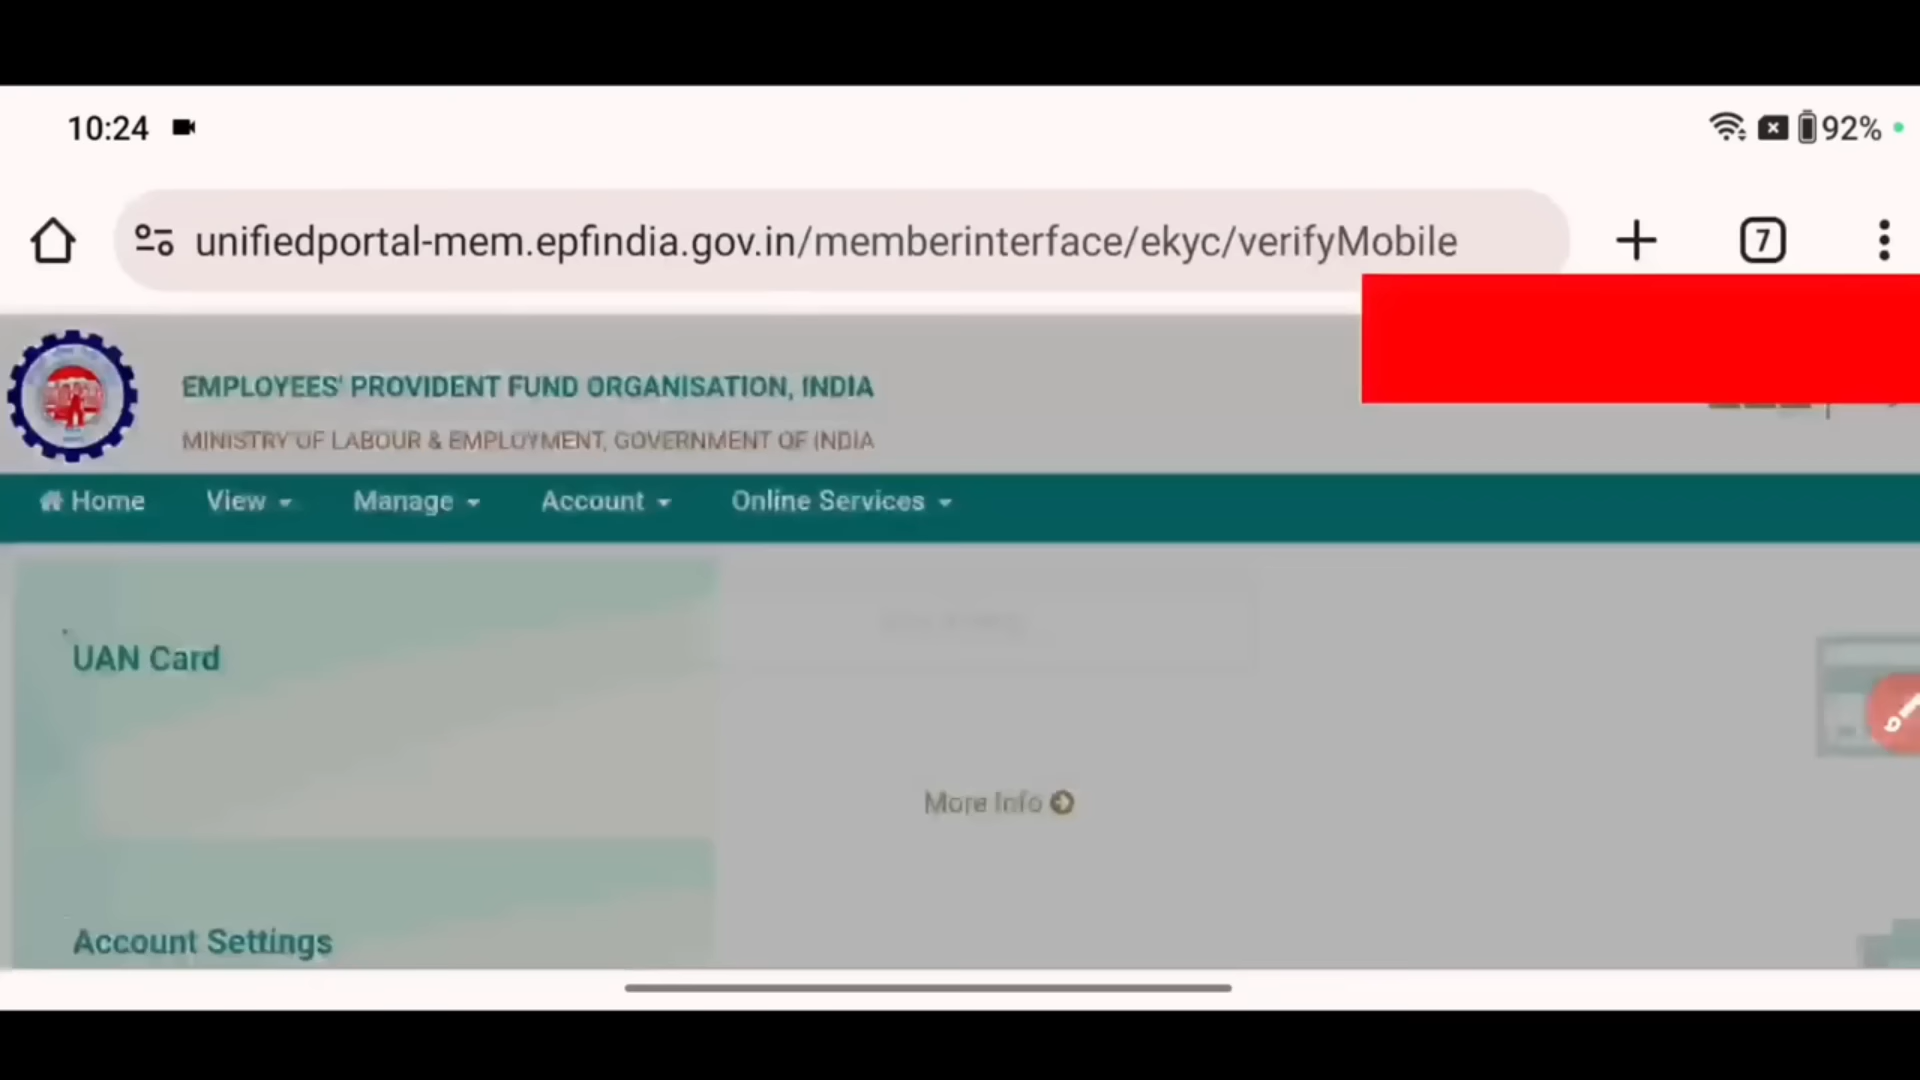 10:24
92%
unifiedportal-mem.epfindia.gov.in/memberinterface/ekyc/verifyMobile
7
EMPLOYEES' PROVIDENT FUND ORGANISATION, INDIA
MINISTRY OF LABOUR & EMPLOYMENT, GOVERNMENT OF INDIA
Home View Manage Account Online Services
UAN Card
More Info
Account Settings